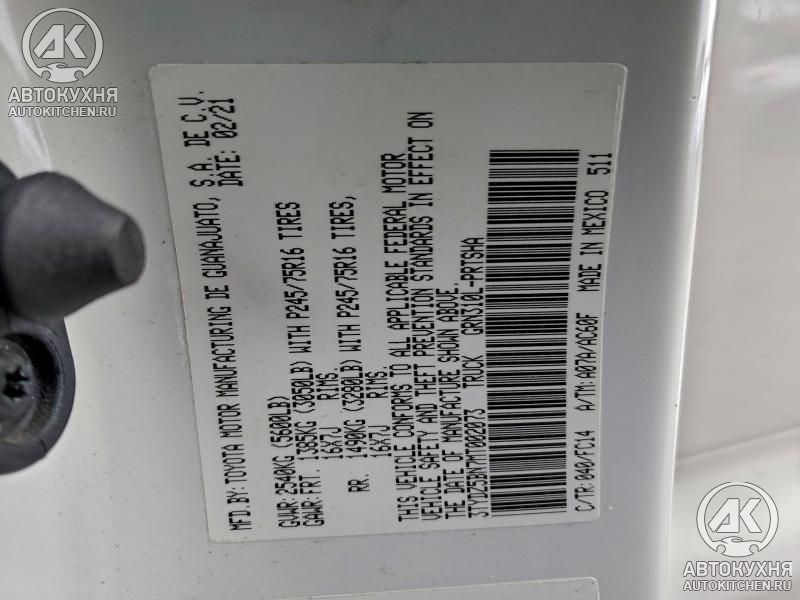 MFD. BY: TOYOTA MOTOR MANUFACTURING DE GUANAJUATO, S.A. DE C.V.
DATE: 02/21
GVWR: 2540KG (5600LB)
GAWR: FRT. 1385KG (3050LB) WITH P245/75R16 TIRES
16X7J RIMS,
RR. 1490KG (3280LB) WITH P245/75R16 TIRES,
16X7J RIMS.
THIS VEHICLE CONFORMS TO ALL APPLICABLE FEDERAL MOTOR
VEHICLE SAFETY AND THEFT PREVENTION STANDARDS IN EFFECT ON
THE DATE OF MANUFACTURE SHOWN ABOVE.
3TYDZ5BN7MT002073 TRUCK GRN310L-PRTSHA
C/TR: 040/FC14 A/TM: A07A/AC60F MADE IN MEXICO 511
АК
АВТОКУХНЯ
AUTOKITCHEN.RU
АК
АВТОКУХНЯ
AUTOKITCHEN.RU